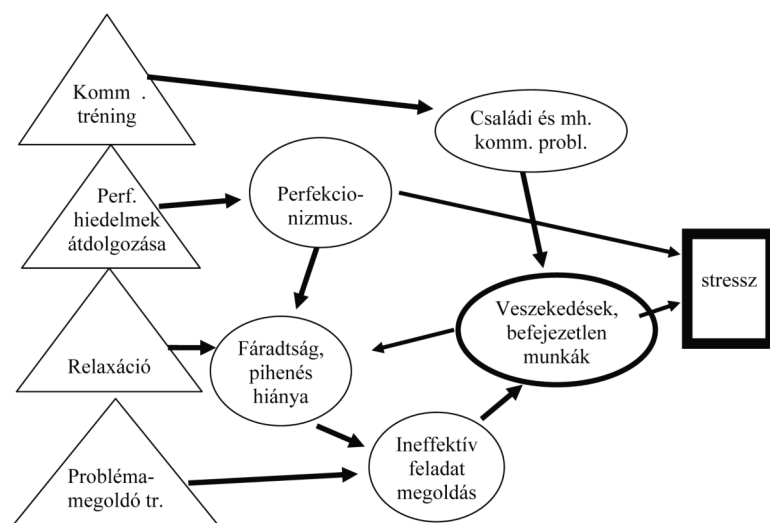 Komm .
tréning
Családi és mh.
komm. probl.
Perf.
hiedelmek
átdolgozása
Perfekcio-
nizmus.
stressz
Veszekedések,
befejezetlen
munkák
Relaxáció
Fáradtság,
pihenés
hiánya
Ineffektív
feladat
megoldás
Probléma-
megoldó tr.